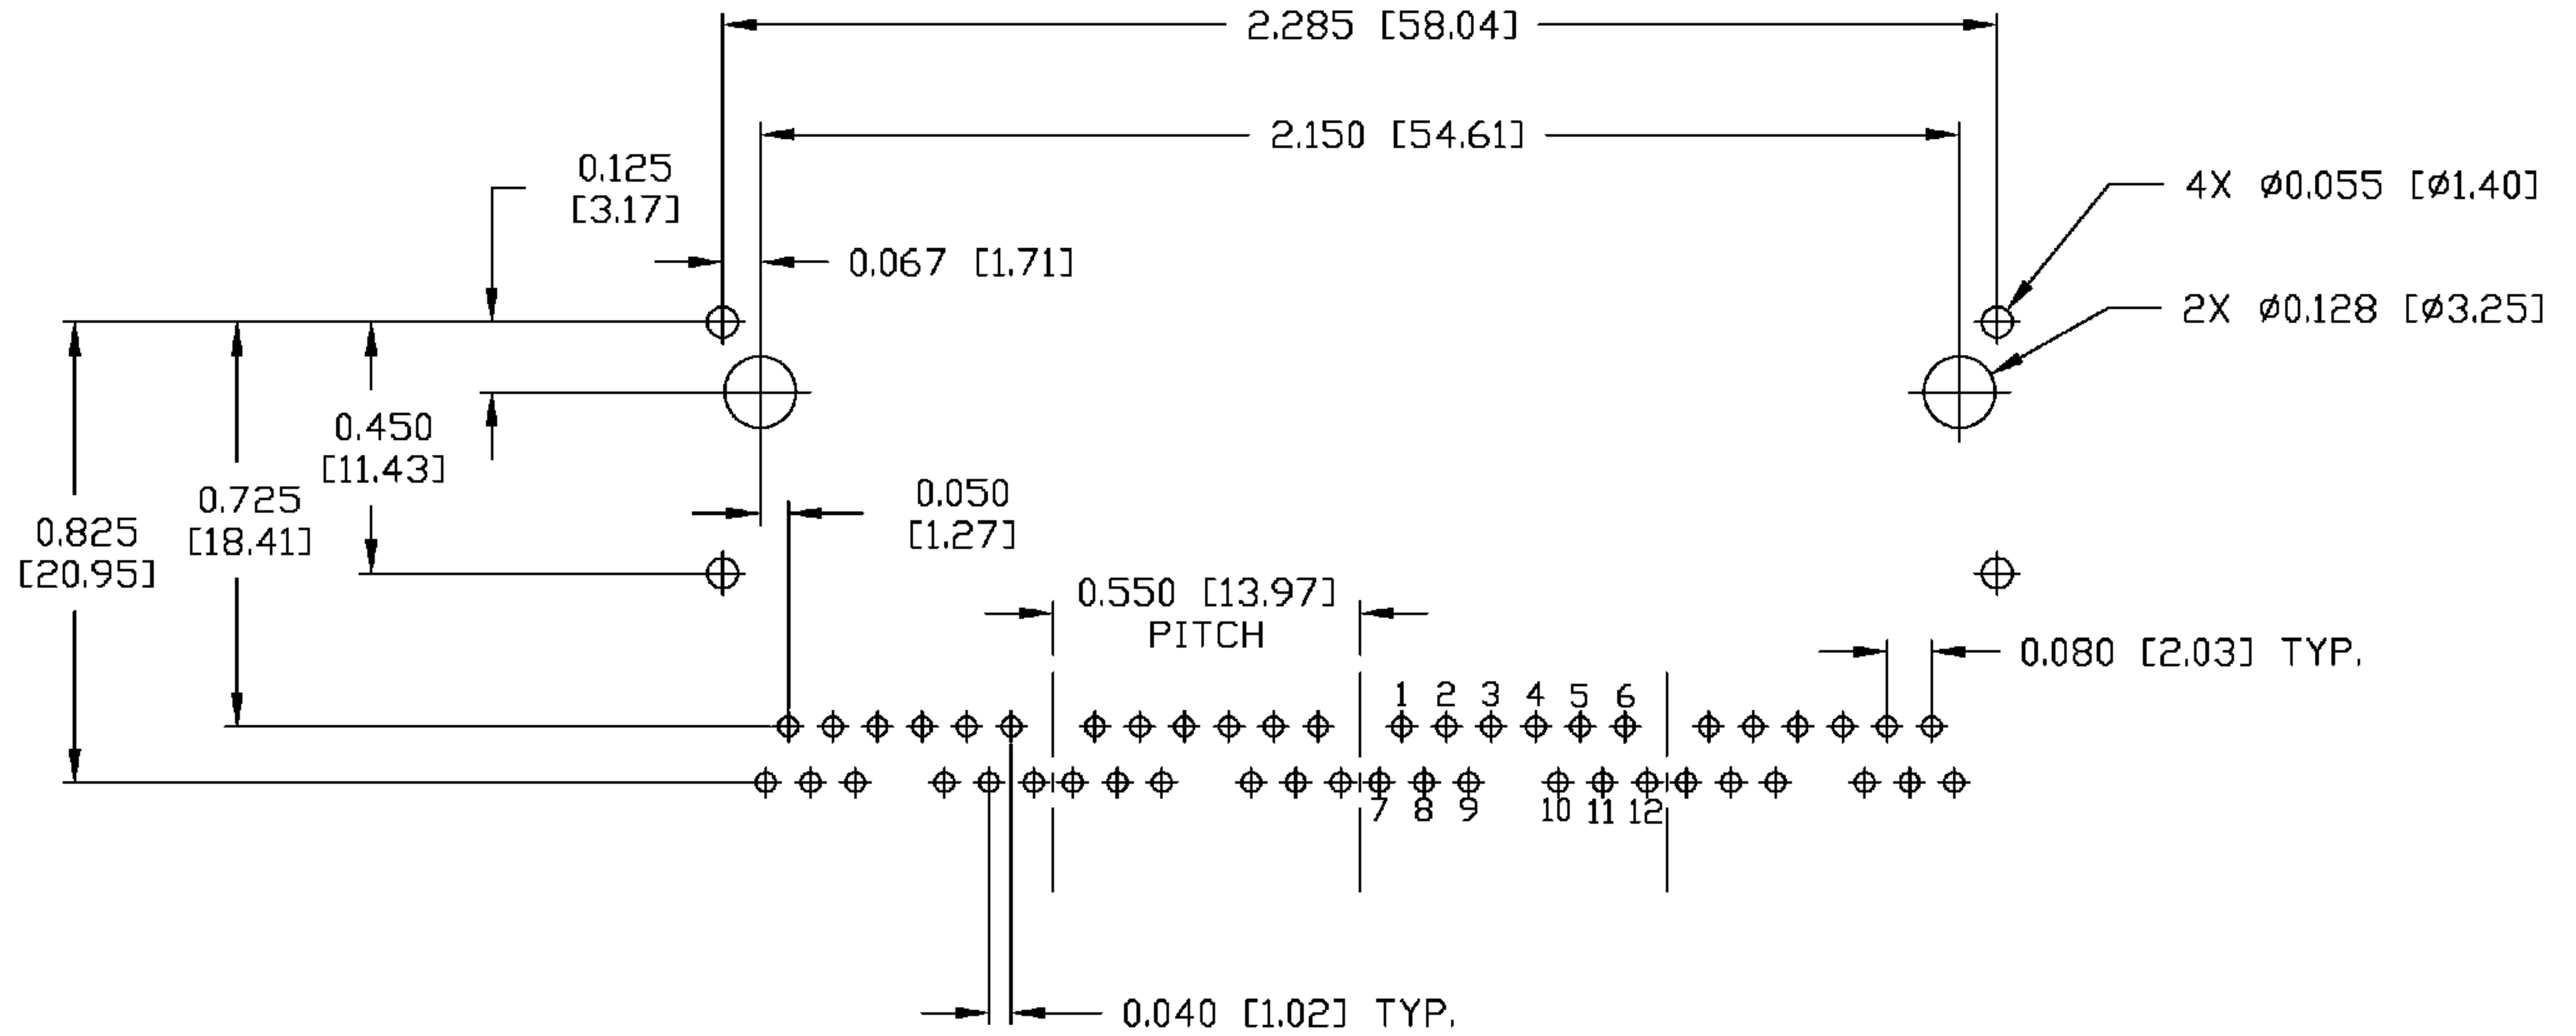 2.285 [58.04]
2.150 [54.61]
0.125
[3.17]
4X ø0.055 [ø1.40]
0.067 [1.71]
2X ø0.128 [ø3.25]
0.450
[11.43]
0.725
[18.41]
0.825
[20.95]
0.050
[1.27]
0.550 [13.97]
PITCH
0.080 [2.03] TYP.
1 2 3 4 5 6
7 8 9 10 11 12
0.040 [1.02] TYP.